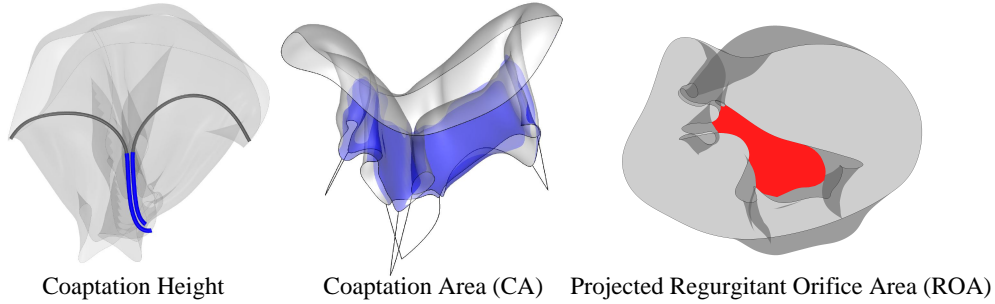 Coaptation Height
Coaptation Area (CA)
Projected Regurgitant Orifice Area (ROA)